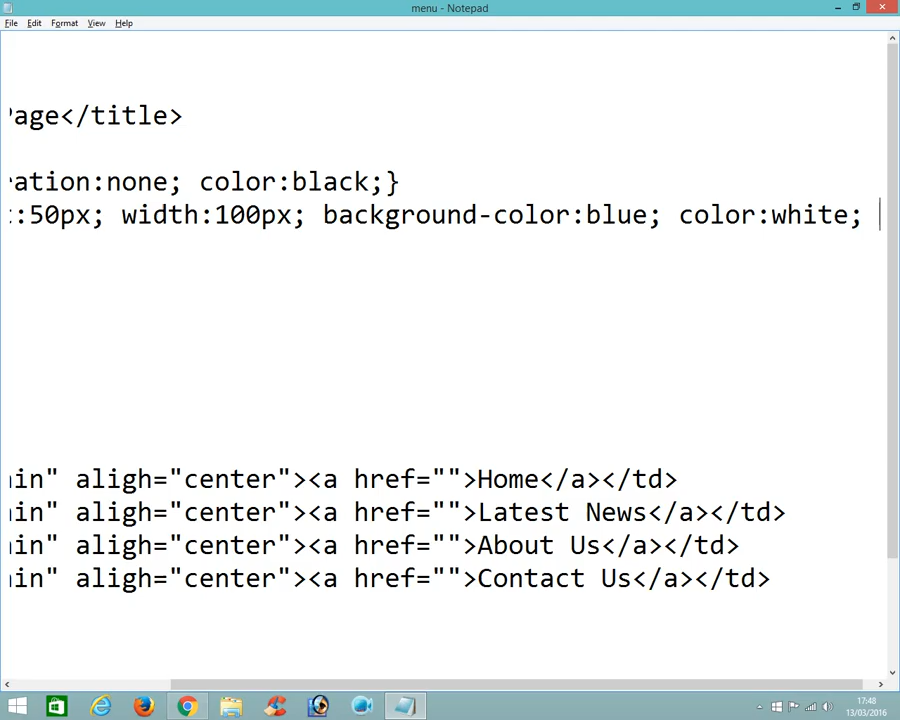 menu - Notepad
File Edit Format View Help
Page</title>
ration:none; color:black;}
t:50px; width:100px; background-color:blue; color:white;
in" aligh="center"><a href="">Home</a></td>
in" aligh="center"><a href="">Latest News</a></td>
in" aligh="center"><a href="">About Us</a></td>
in" aligh="center"><a href="">Contact Us</a></td>
17:48
13/03/2016